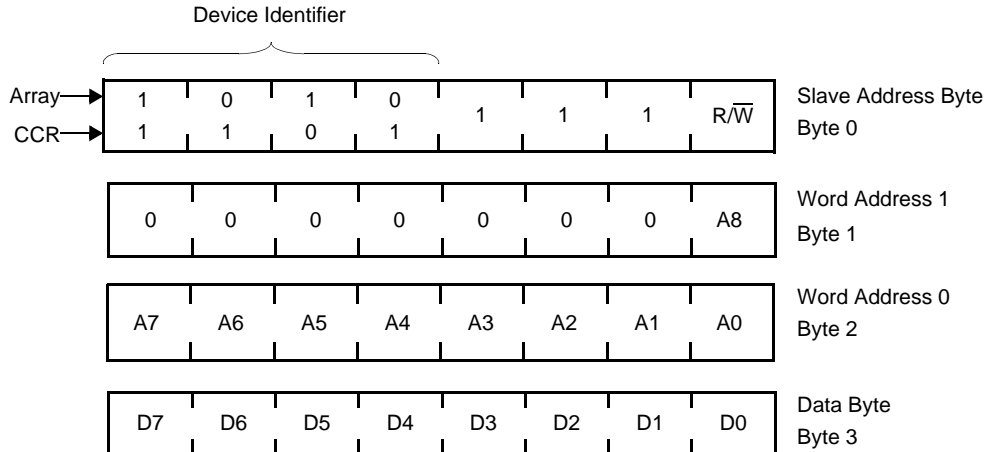 Device Identifier
Array 1 0 1 0 1 1 1 R/W̅ Slave Address Byte
CCR 1 1 0 1 Byte 0
0 0 0 0 0 0 0 A8 Word Address 1
Byte 1
A7 A6 A5 A4 A3 A2 A1 A0 Word Address 0
Byte 2
D7 D6 D5 D4 D3 D2 D1 D0 Data Byte
Byte 3